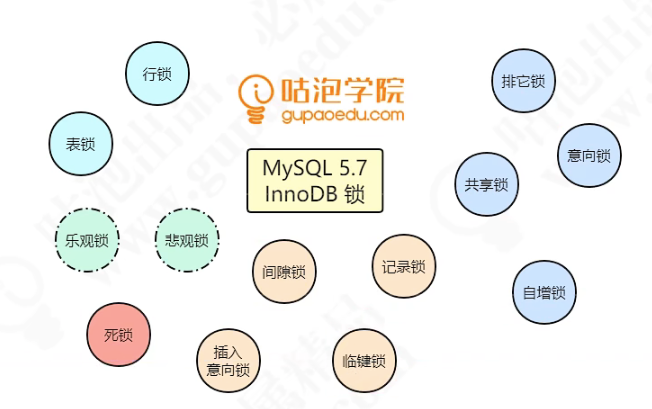 行锁
排它锁
咕泡学院
gupaoedu.com
表锁
意向锁
MySQL 5.7
InnoDB 锁
共享锁
乐观锁
悲观锁
间隙锁
记录锁
自增锁
死锁
插入
意向锁
临键锁